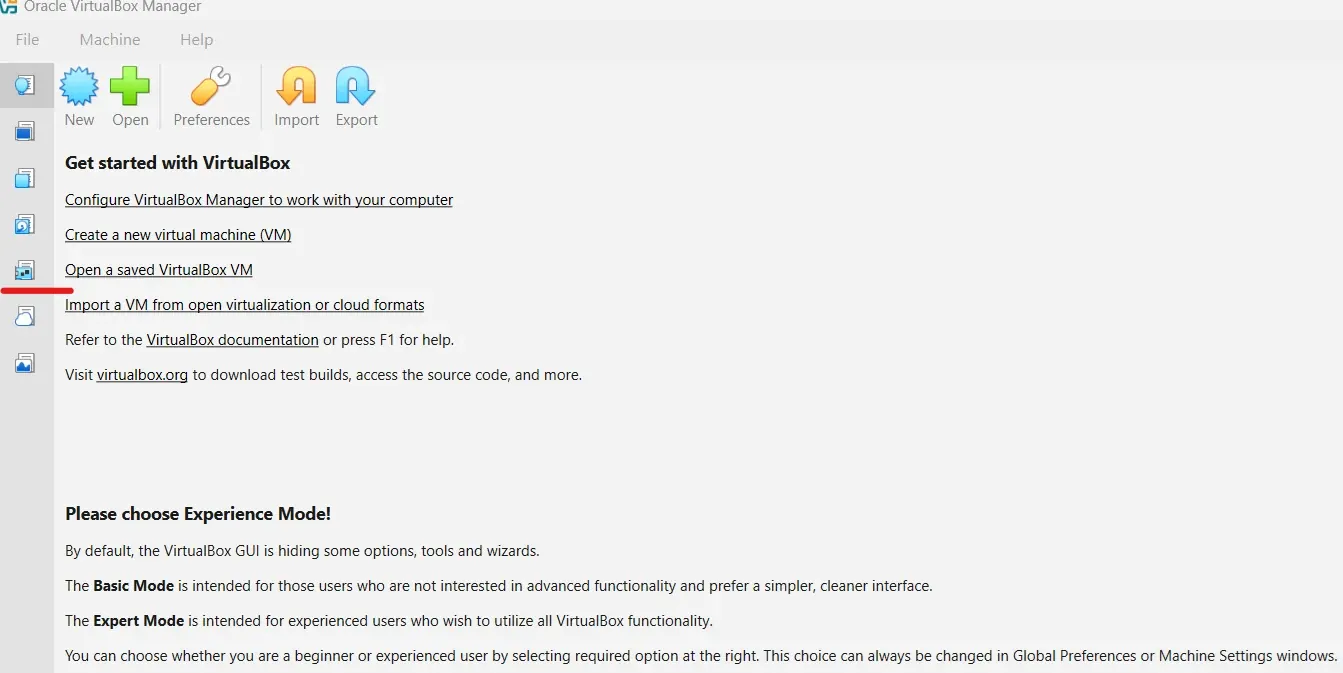 Oracle VirtualBox Manager
File Machine Help
New Open Preferences Import Export
Get started with VirtualBox
Configure VirtualBox Manager to work with your computer
Create a new virtual machine (VM)
Open a saved VirtualBox VM
Import a VM from open virtualization or cloud formats
Refer to the VirtualBox documentation or press F1 for help.
Visit virtualbox.org to download test builds, access the source code, and more.
Please choose Experience Mode!
By default, the VirtualBox GUI is hiding some options, tools and wizards.
The Basic Mode is intended for those users who are not interested in advanced functionality and prefer a simpler, cleaner interface.
The Expert Mode is intended for experienced users who wish to utilize all VirtualBox functionality.
You can choose whether you are a beginner or experienced user by selecting required option at the right. This choice can always be changed in Global Preferences or Machine Settings windows.